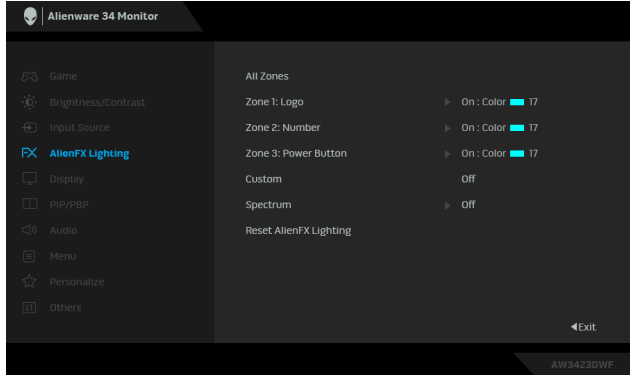 Alienware 34 Monitor
Game
Brightness/Contrast
Input Source
FX AlienFX Lighting
Display
PIP/PBP
Audio
Menu
Personalize
Others
All Zones
Zone 1: Logo On : Color 17
Zone 2: Number On : Color 17
Zone 3: Power Button On : Color 17
Custom Off
Spectrum Off
Reset AlienFX Lighting
Exit
AW3423DWF